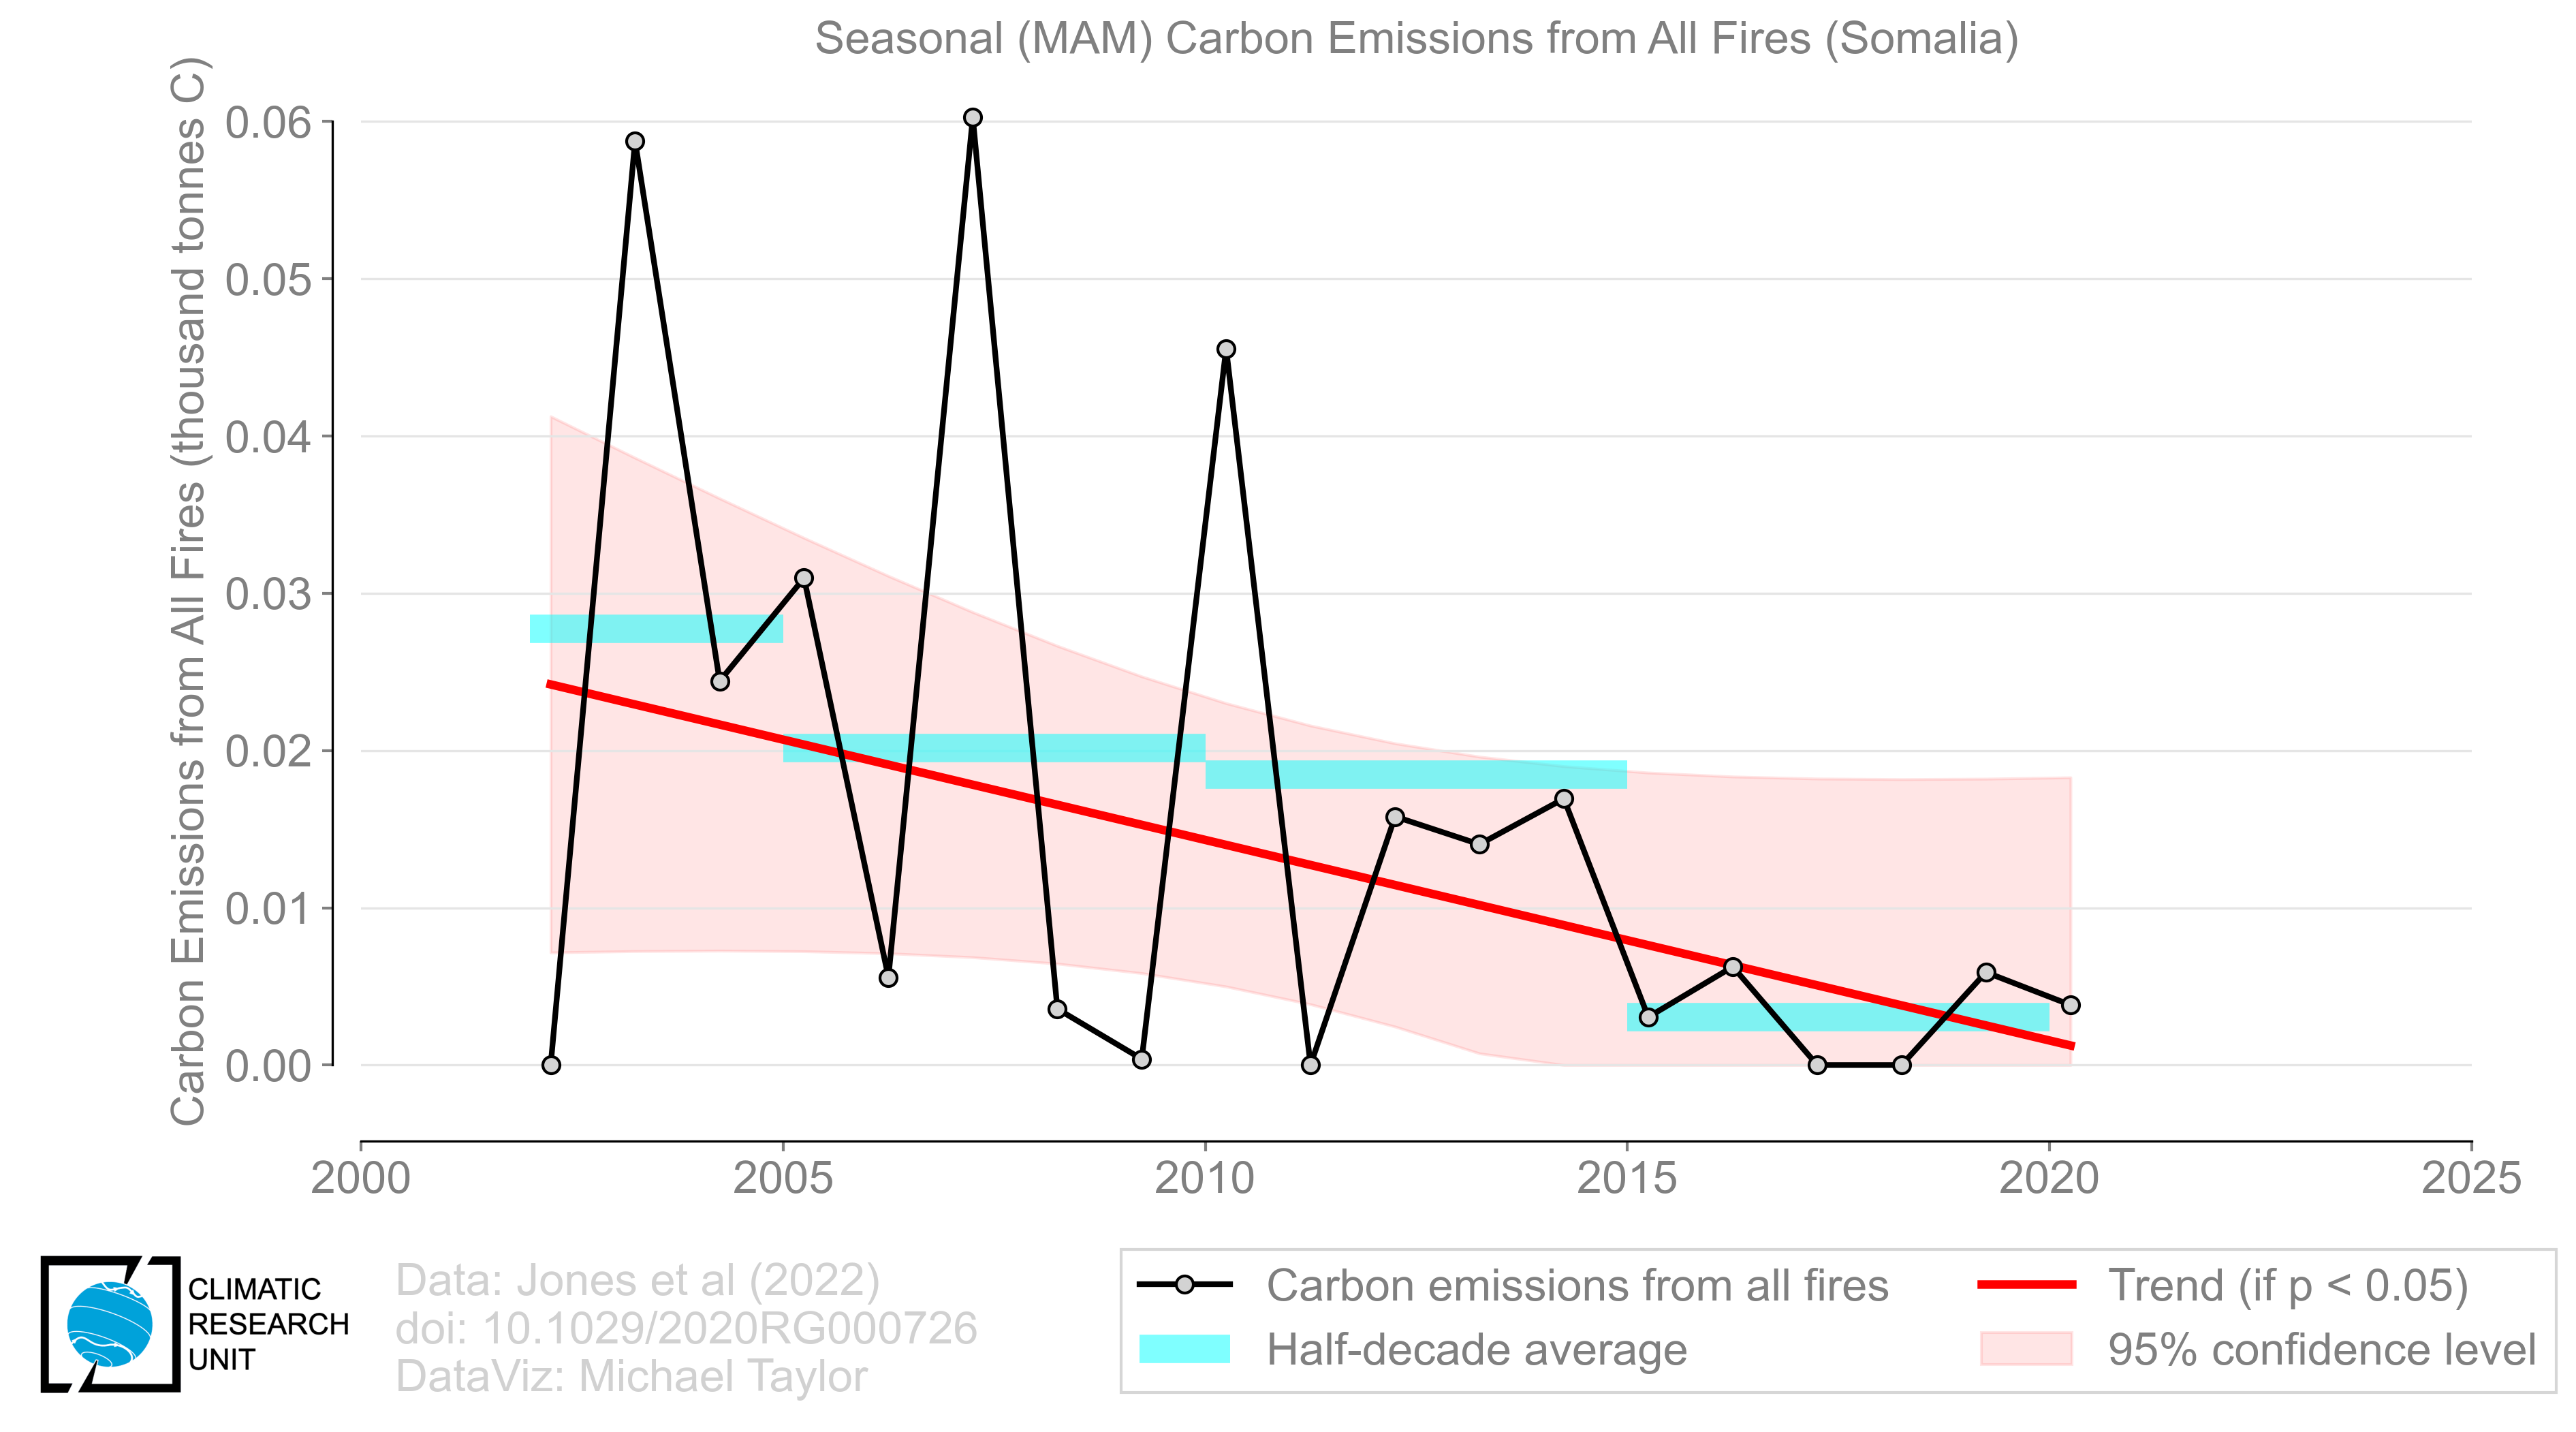 Seasonal (MAM) Carbon Emissions from All Fires (Somalia)
Carbon Emissions from All Fires (thousand tonnes C)
0.06
0.05
0.04
0.03
0.02
0.01
0.00
2000
2005
2010
2015
2020
2025
CLIMATIC
RESEARCH
UNIT
Data: Jones et al (2022)
doi: 10.1029/2020RG000726
DataViz: Michael Taylor
Carbon emissions from all fires
Half-decade average
Trend (if p < 0.05)
95% confidence level